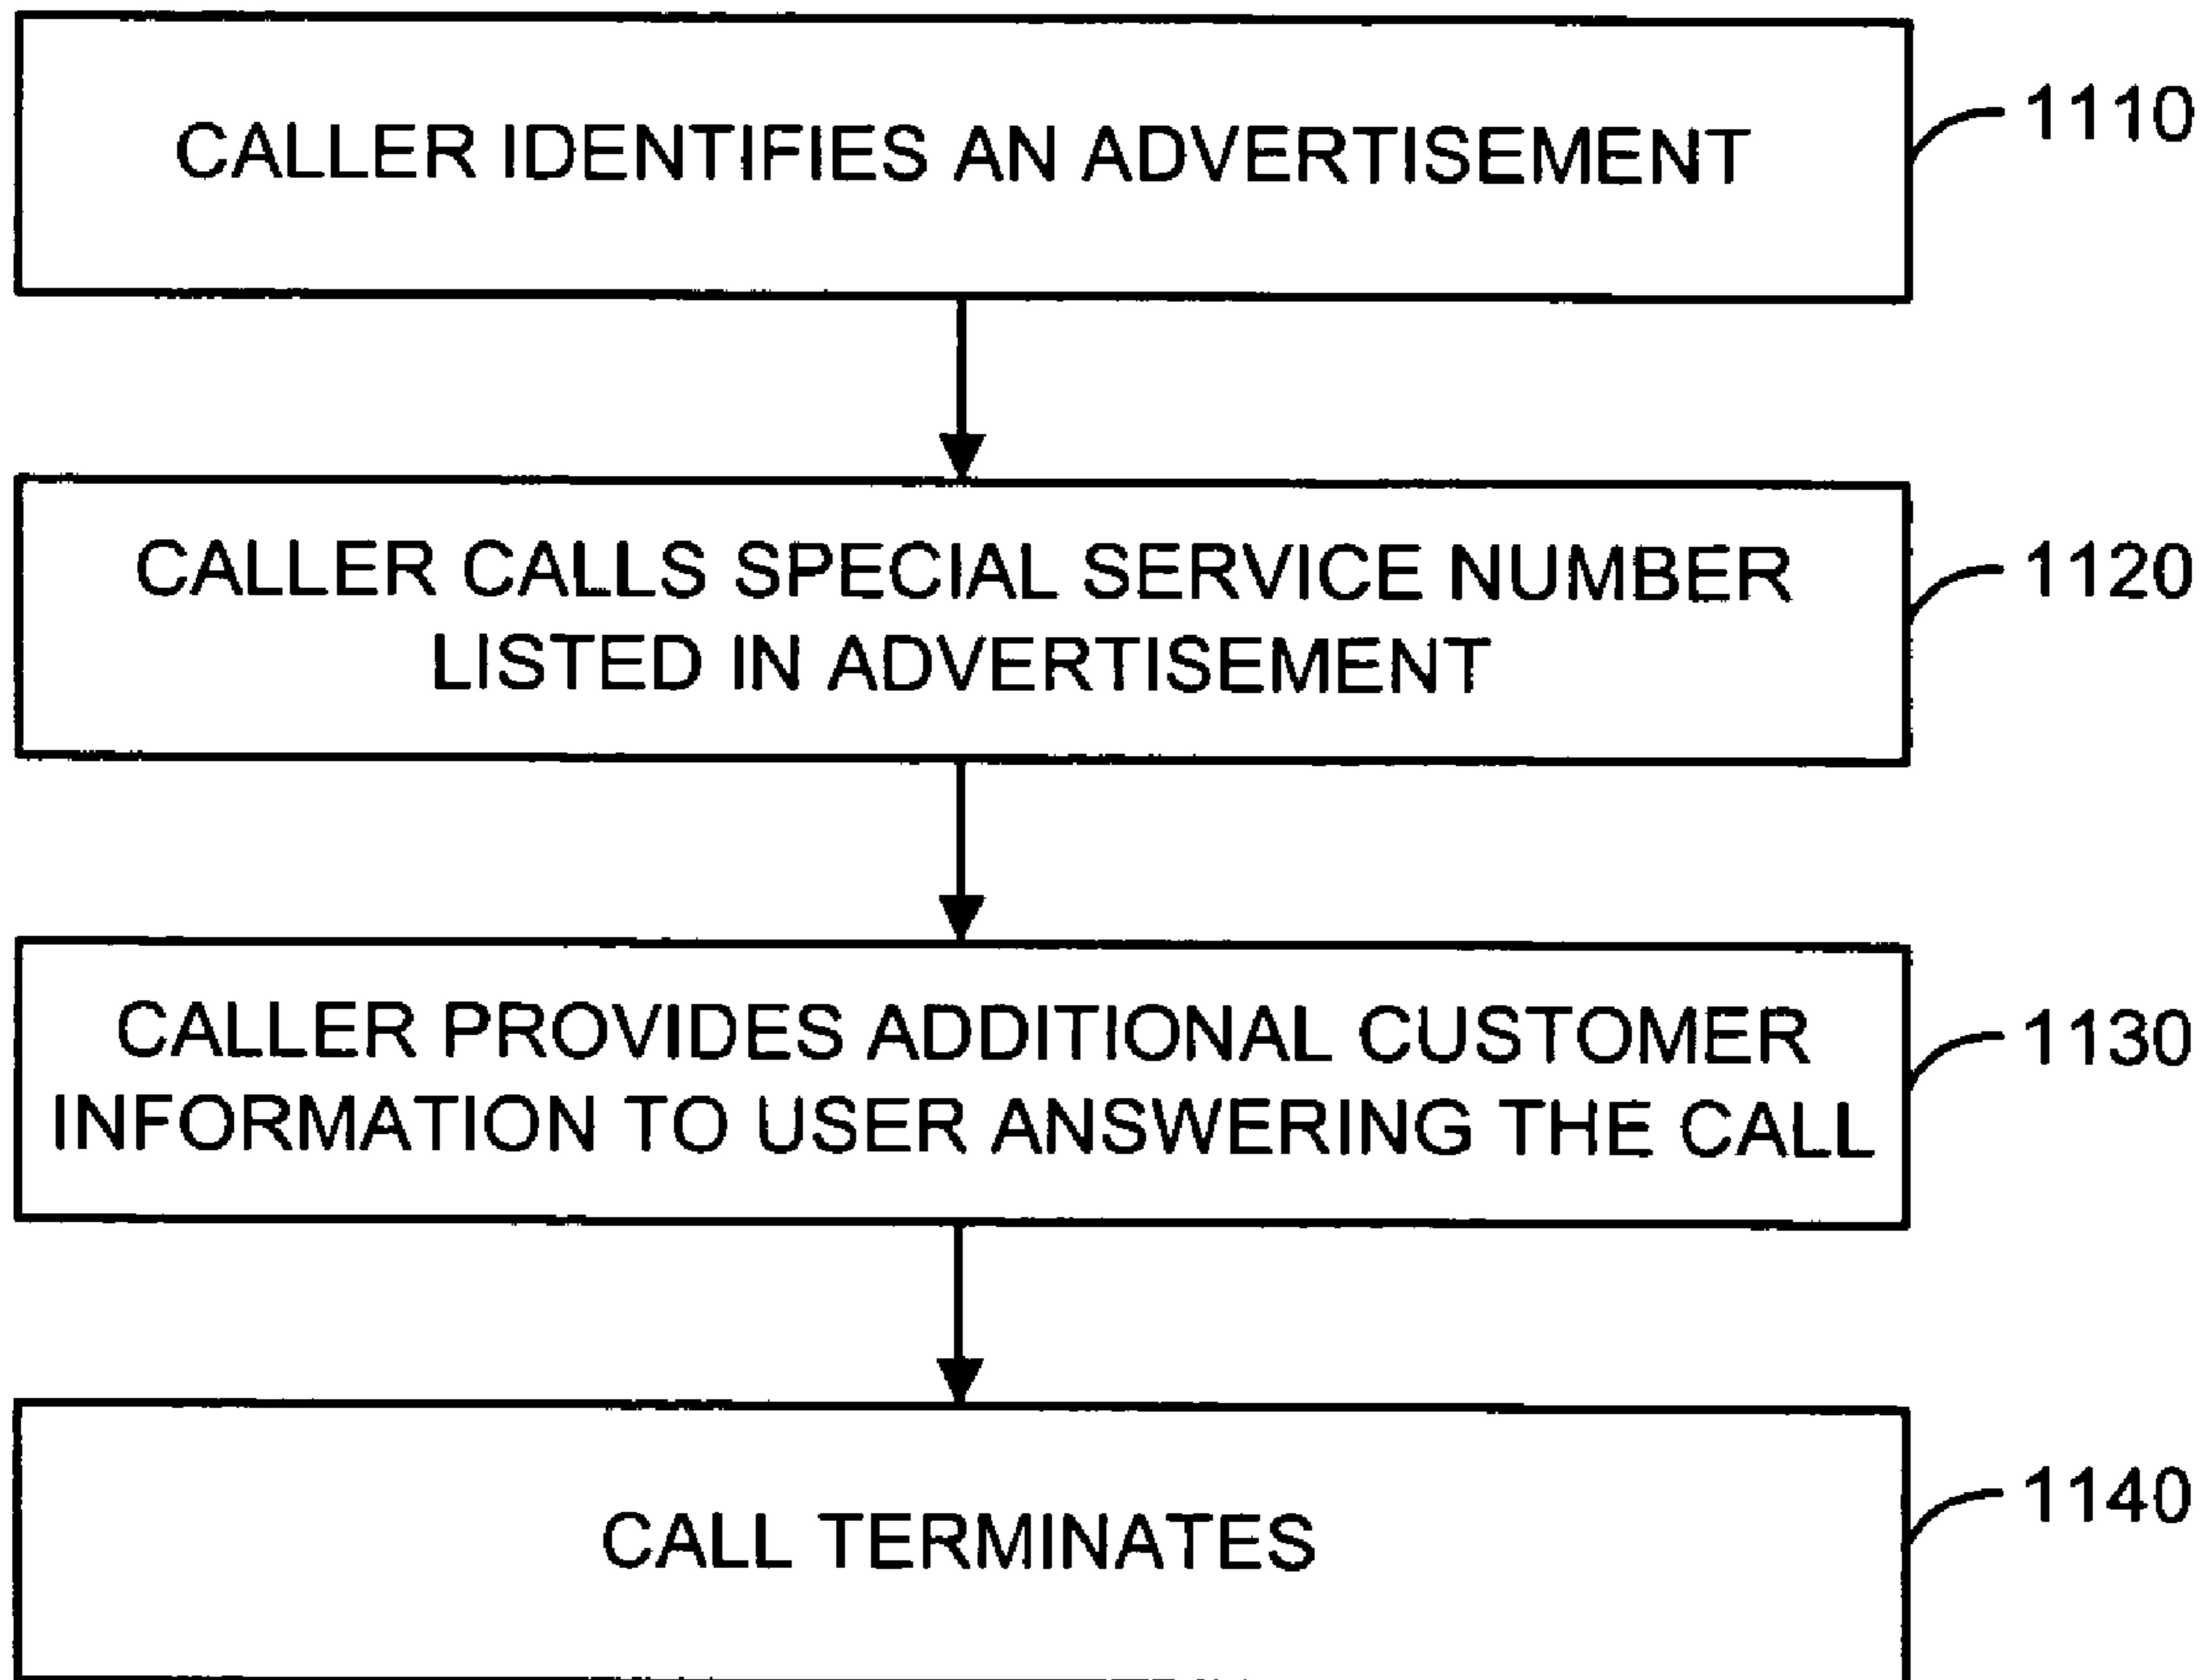 CALLER IDENTIFIES AN ADVERTISEMENT
1110
CALLER CALLS SPECIAL SERVICE NUMBER
LISTED IN ADVERTISEMENT
1120
CALLER PROVIDES ADDITIONAL CUSTOMER
INFORMATION TO USER ANSWERING THE CALL
1130
CALL TERMINATES
1140